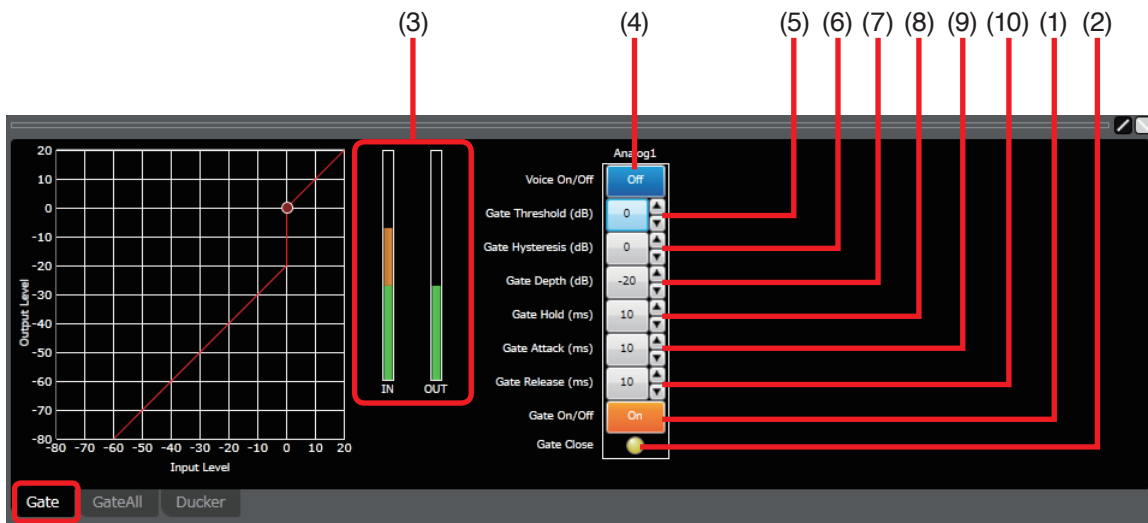 (3) (4) (5) (6) (7) (8) (9) (10) (1) (2)
20
10
0
-10
-20
-30
-40
-50
-60
-70
-80
Output Level
-80 -70 -60 -50 -40 -30 -20 -10 0 10 20
Input Level
IN OUT
Analog1
Voice On/Off Off
Gate Threshold (dB) 0
Gate Hysteresis (dB) 0
Gate Depth (dB) -20
Gate Hold (ms) 10
Gate Attack (ms) 10
Gate Release (ms) 10
Gate On/Off On
Gate Close
Gate GateAll Ducker